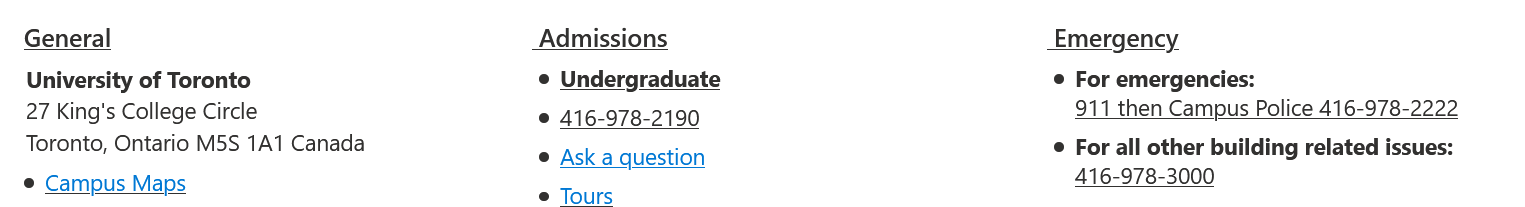 General
University of Toronto
27 King's College Circle
Toronto, Ontario M5S 1A1 Canada
• Campus Maps
Admissions
• Undergraduate
• 416-978-2190
• Ask a question
• Tours
Emergency
• For emergencies:
911 then Campus Police 416-978-2222
• For all other building related issues:
416-978-3000